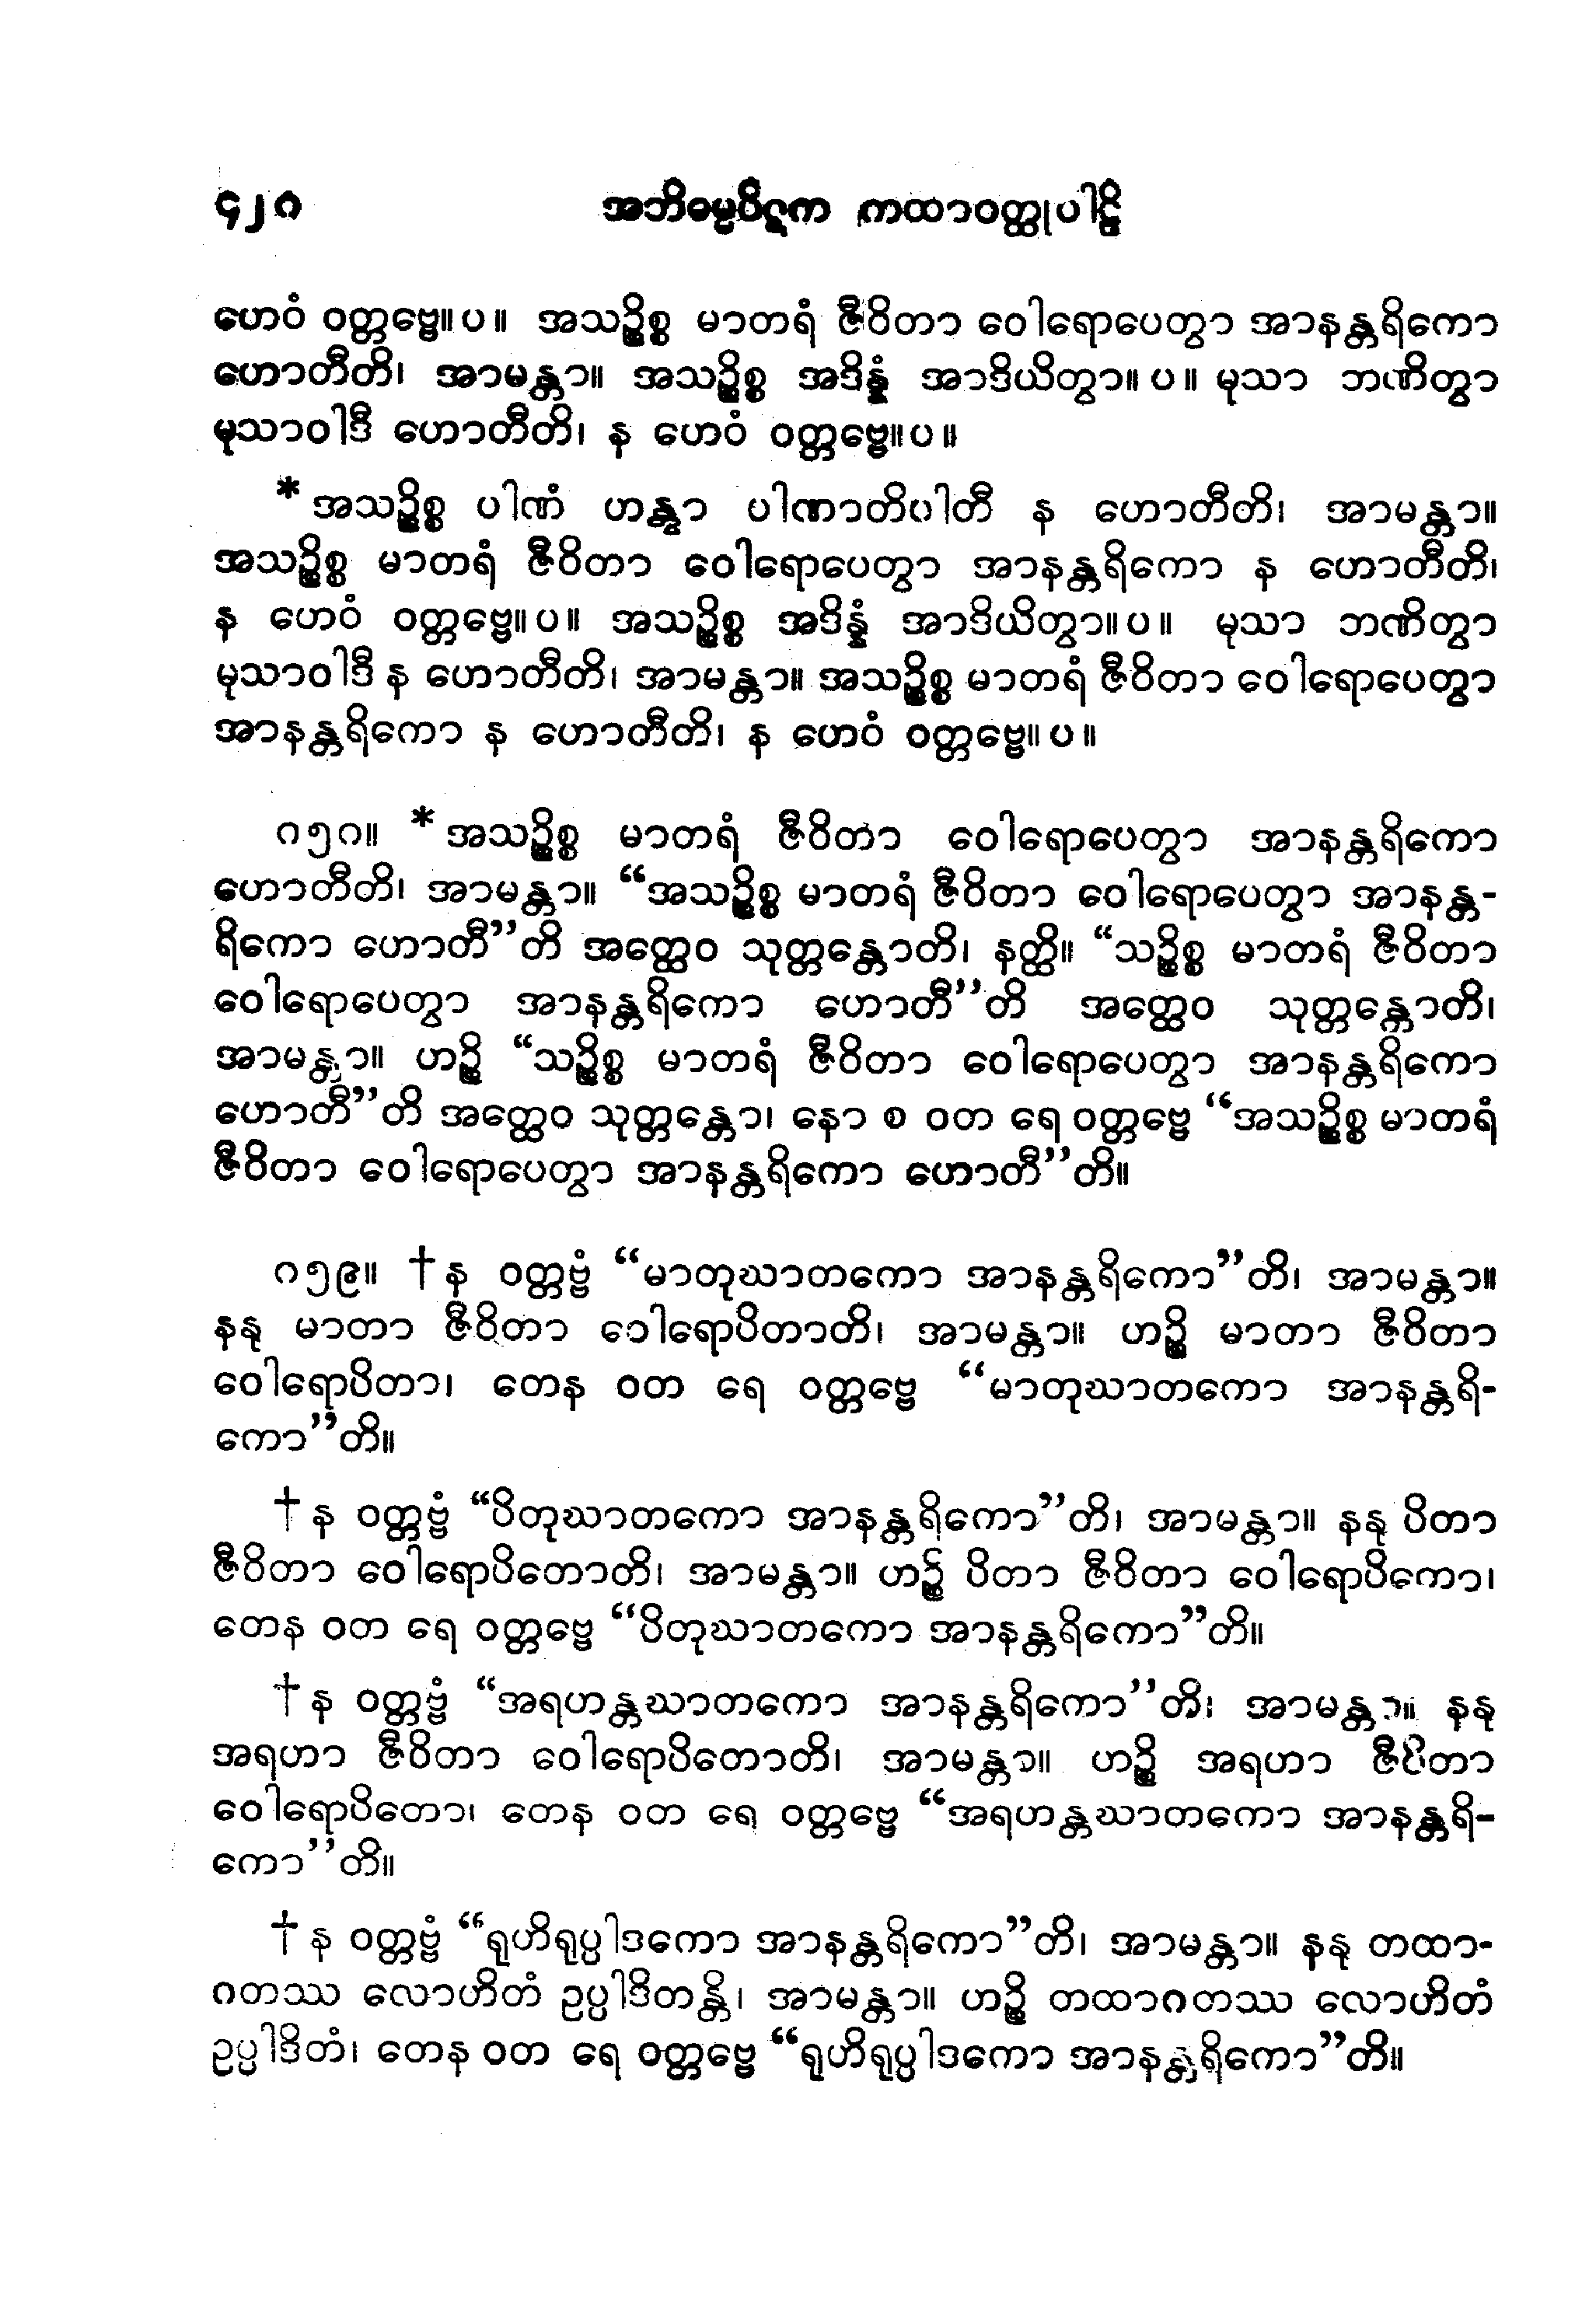 ၄၂၈ အဘိဓမ္မပိဋက ကထာဝတ္ထုပါဠိ
ဟေဝံ ဝတ္တဗ္ဗေ။ ပ ။ အသဉ္စိစ္စ မာတရံ ဇီဝိတာ ဝေါရောပေတွာ အာနန္တရိကော
ဟောတီတိ၊ အာမန္တာ။ အသဉ္စိစ္စ အဒိန္နံ အာဒိယိတွာ။ ပ ။ မုသာ ဘဏိတွာ
မုသာဝါဒီ ဟောတီတိ၊ န ဟေဝံ ဝတ္တဗ္ဗေ။ ပ ။
* အသဉ္စိစ္စ ပါဏံ ဟန္တွာ ပါဏာတိပါတီ န ဟောတီတိ၊ အာမန္တာ။
အသဉ္စိစ္စ မာတရံ ဇီဝိတာ ဝေါရောပေတွာ အာနန္တရိကော န ဟောတီတိ၊
န ဟေဝံ ဝတ္တဗ္ဗေ။ ပ ။ အသဉ္စိစ္စ အဒိန္နံ အာဒိယိတွာ။ ပ ။ မုသာ ဘဏိတွာ
မုသာဝါဒီ န ဟောတီတိ၊ အာမန္တာ။ အသဉ္စိစ္စ မာတရံ ဇီဝိတာ ဝေါရောပေတွာ
အာနန္တရိကော န ဟောတီတိ၊ န ဟေဝံ ဝတ္တဗ္ဗေ။ ပ ။
၈၅၈။ * အသဉ္စိစ္စ မာတရံ ဇီဝိတာ ဝေါရောပေတွာ အာနန္တရိကော
ဟောတီတိ၊ အာမန္တာ။ “အသဉ္စိစ္စ မာတရံ ဇီဝိတာ ဝေါရောပေတွာ အာနန္တ-
ရိကော ဟောတီ”တိ အတ္ထေဝ သုတ္တန္တောတိ၊ နတ္ထိ။ “သဉ္စိစ္စ မာတရံ ဇီဝိတာ
ဝေါရောပေတွာ အာနန္တရိကော ဟောတီ”တိ အတ္ထေဝ သုတ္တန္တောတိ၊
အာမန္တာ။ ဟဉ္စိ “သဉ္စိစ္စ မာတရံ ဇီဝိတာ ဝေါရောပေတွာ အာနန္တရိကော
ဟောတီ”တိ အတ္ထေဝ သုတ္တန္တော၊ နော စ ဝတ ရေ ဝတ္တဗ္ဗေ “အသဉ္စိစ္စ မာတရံ
ဇီဝိတာ ဝေါရောပေတွာ အာနန္တရိကော ဟောတီ”တိ။
၈၅၉။ † န ဝတ္တဗ္ဗံ “မာတုဃာတကော အာနန္တရိကော”တိ၊ အာမန္တာ။
နနု မာတာ ဇီဝိတာ ဝေါရောပိတာတိ၊ အာမန္တာ။ ဟဉ္စိ မာတာ ဇီဝိတာ
ဝေါရောပိတာ၊ တေန ဝတ ရေ ဝတ္တဗ္ဗေ “မာတုဃာတကော အာနန္တရိ-
ကော”တိ။
† န ဝတ္တဗ္ဗံ “ပိတုဃာတကော အာနန္တရိကော”တိ၊ အာမန္တာ။ နနု ပိတာ
ဇီဝိတာ ဝေါရောပိတောတိ၊ အာမန္တာ။ ဟဉ္စိ ပိတာ ဇီဝိတာ ဝေါရောပိကော၊
တေန ဝတ ရေ ဝတ္တဗ္ဗေ “ပိတုဃာတကော အာနန္တရိကော”တိ။
† န ဝတ္တဗ္ဗံ “အရဟန္တဃာတကော အာနန္တရိကော”တိ၊ အာမန္တာ။ နနု
အရဟာ ဇီဝိတာ ဝေါရောပိတောတိ၊ အာမန္တာ။ ဟဉ္စိ အရဟာ ဇီဝိတာ
ဝေါရောပိတော၊ တေန ဝတ ရေ ဝတ္တဗ္ဗေ “အရဟန္တဃာတကော အာနန္တရိ-
ကော”တိ။
† န ဝတ္တဗ္ဗံ “ရုဟိရုပ္ပါဒကော အာနန္တရိကော”တိ၊ အာမန္တာ။ နနု တထာ-
ဂတဿ လောဟိတံ ဥပ္ပါဒိတန္တိ၊ အာမန္တာ။ ဟဉ္စိ တထာဂတဿ လောဟိတံ
ဥပ္ပါဒိတံ၊ တေန ဝတ ရေ ဝတ္တဗ္ဗေ “ရုဟိရုပ္ပါဒကော အာနန္တရိကော”တိ။